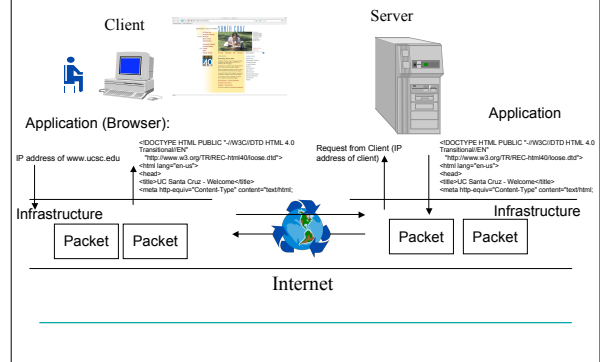 Client
Server
SANTA CRUZ
Application (Browser):
Application
IP address of www.ucsc.edu
<!DOCTYPE HTML PUBLIC "-//W3C//DTD HTML 4.0
Transitional//EN"
"http://www.w3.org/TR/REC-html40/loose.dtd">
<html lang="en-us">
<head>
<title>UC Santa Cruz - Welcome</title>
<meta http-equiv="Content-Type" content="text/html;
Request from Client (IP
address of client)
<!DOCTYPE HTML PUBLIC "-//W3C//DTD HTML 4.0
Transitional//EN"
"http://www.w3.org/TR/REC-html40/loose.dtd">
<html lang="en-us">
<head>
<title>UC Santa Cruz - Welcome</title>
<meta http-equiv="Content-Type" content="text/html;
Infrastructure
Infrastructure
Packet
Packet
Packet
Packet
Internet